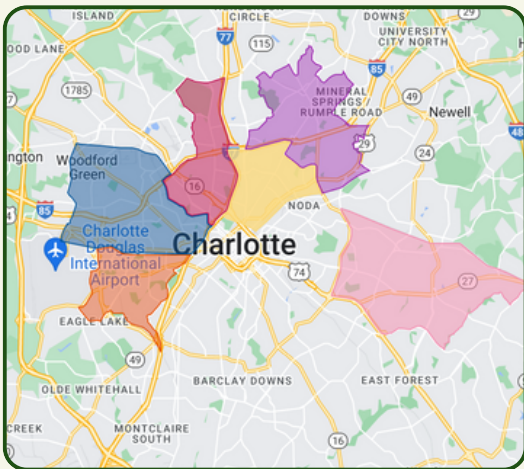 ISLAND
CIRCLE
DOWNS
29
OOD LANE
77
115
UNIVERSITY
CITY NORTH
85
1785
MINERAL
SPRINGS
RUMPLE ROAD
49
Newell
485
ngton
Woodford
Green
29
24
16
85
NODA
Charlotte
Douglas
International
Airport
Charlotte
74
27
EAGLE LAKE
49
OLDE WHITEHALL
BARCLAY DOWNS
EAST FOREST
CREEK
MONTCLAIRE
SOUTH
16